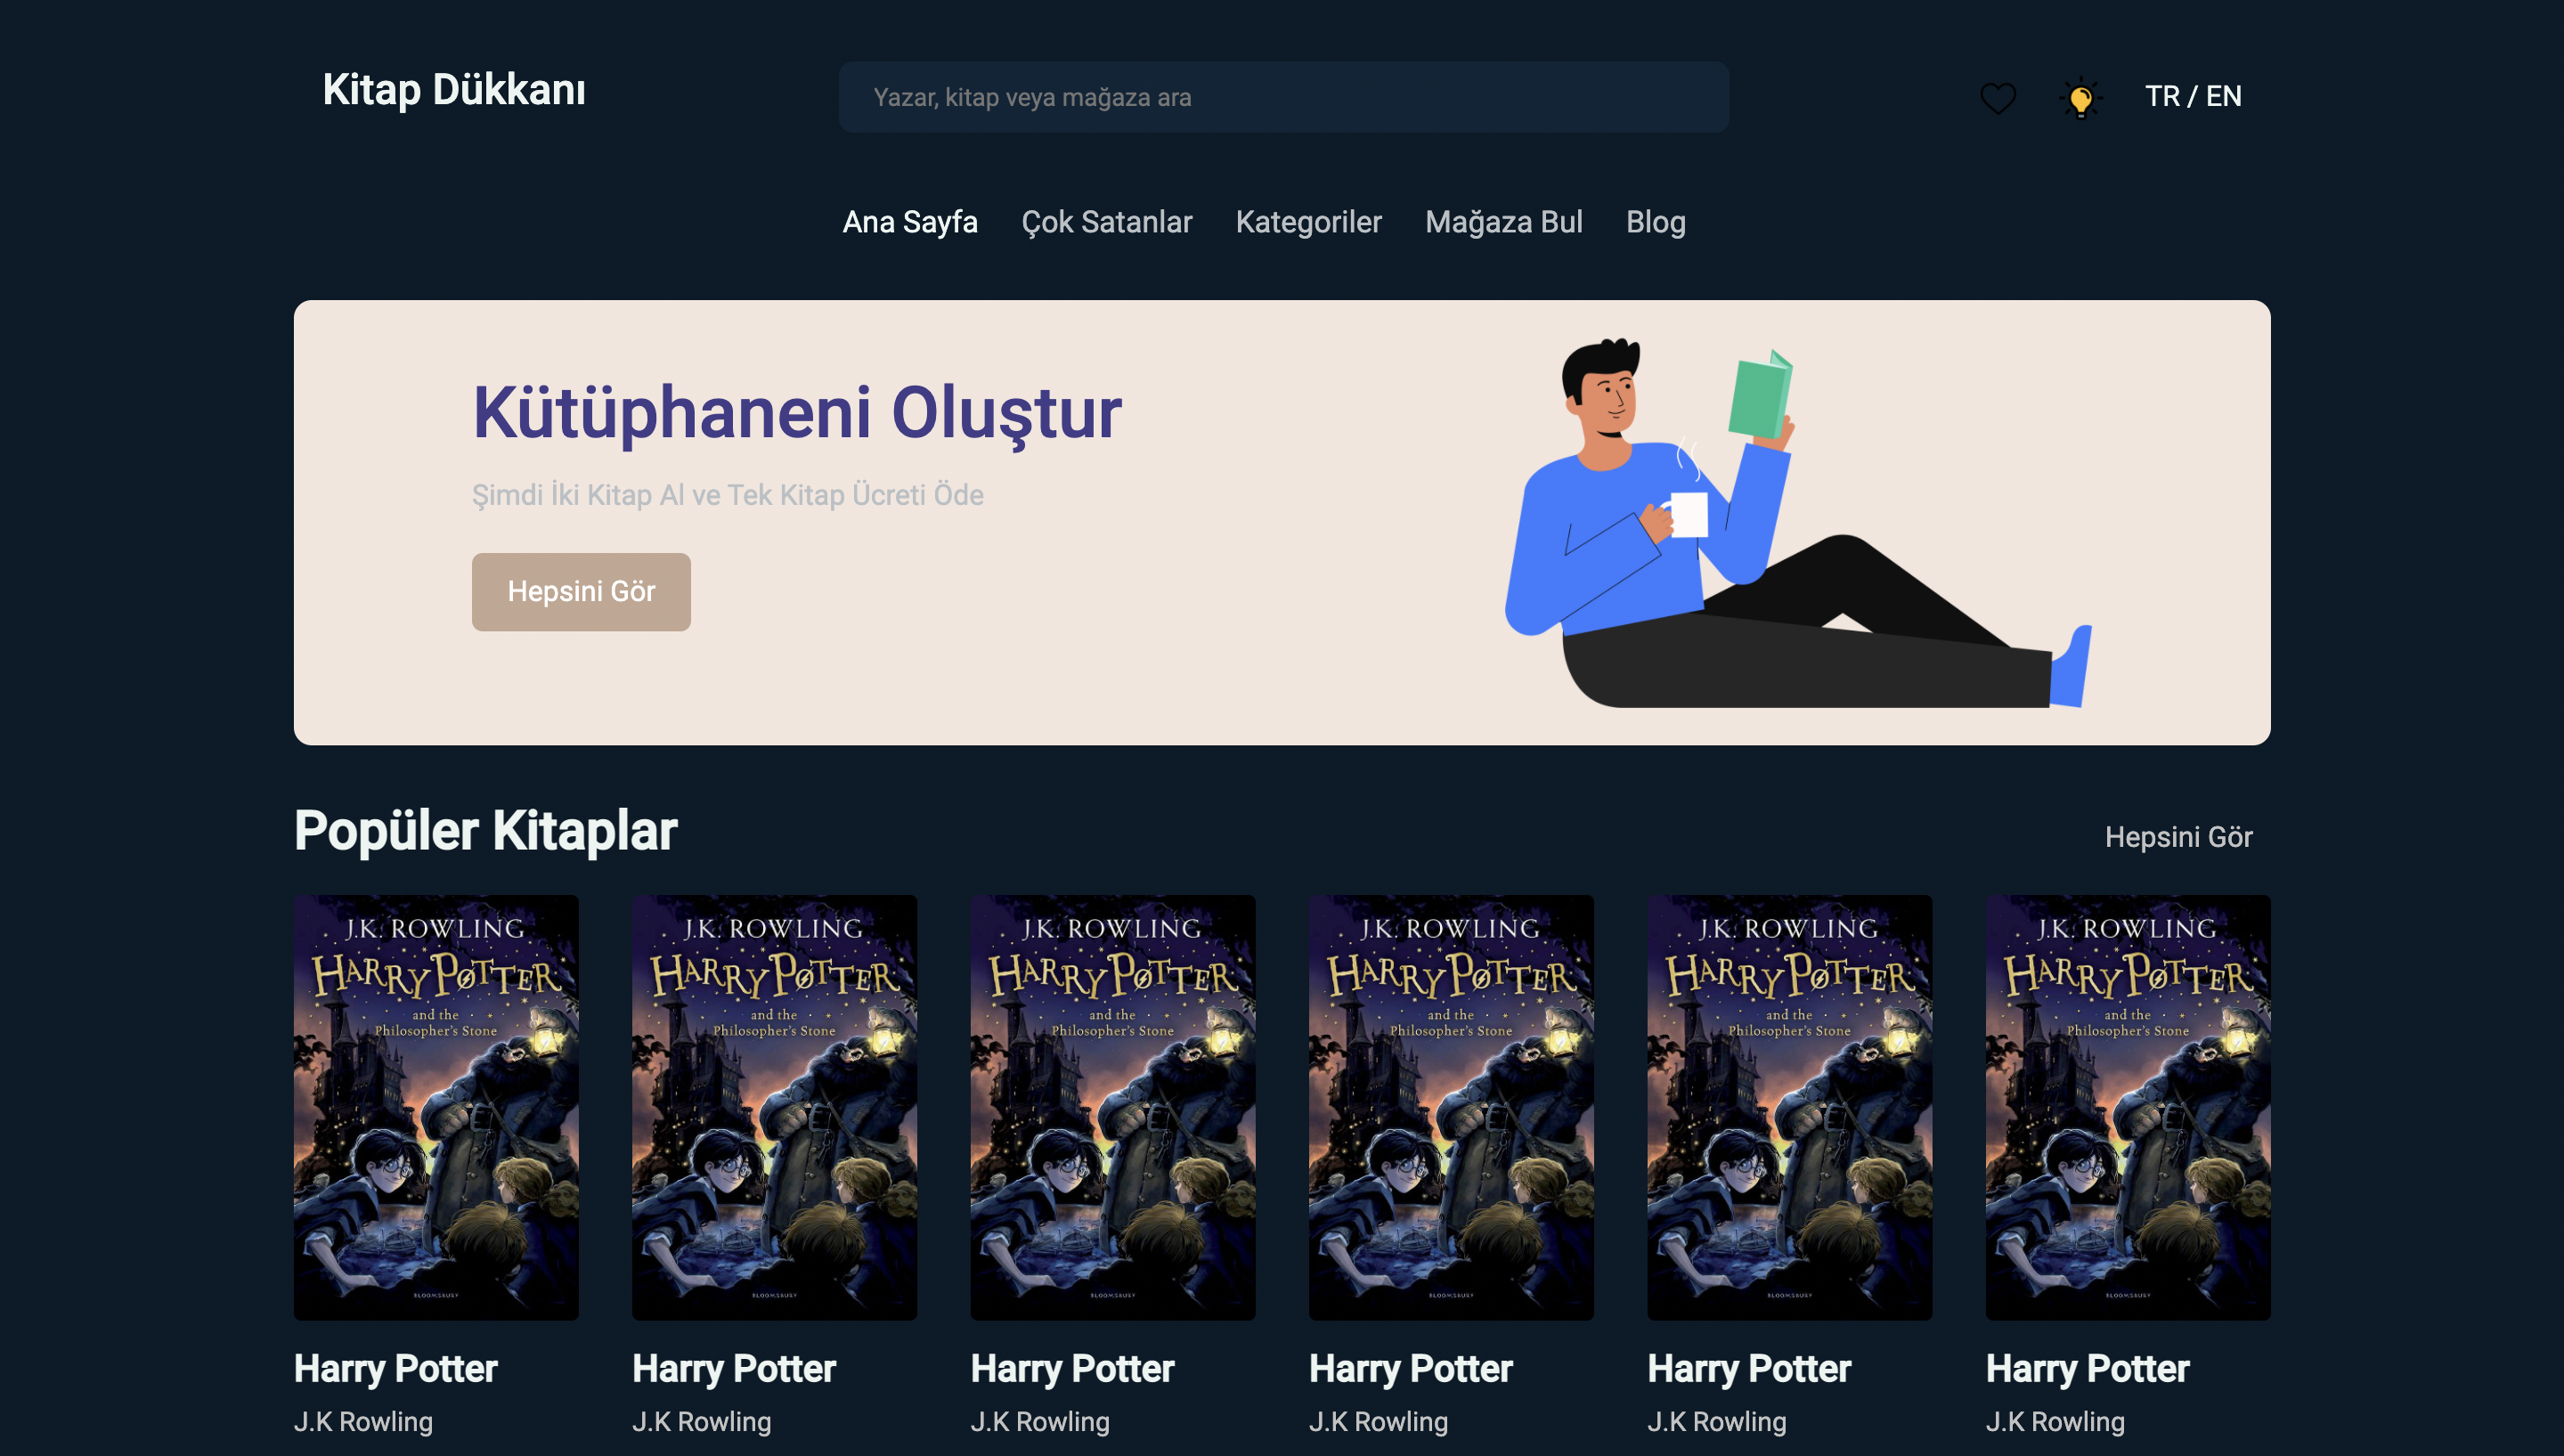 Kitap Dükkanı
Yazar, kitap veya mağaza ara
TR / EN
Ana Sayfa Çok Satanlar Kategoriler Mağaza Bul Blog
Kütüphaneni Oluştur
Şimdi İki Kitap Al ve Tek Kitap Ücreti Öde
Hepsini Gör
Popüler Kitaplar
Hepsini Gör
J.K. ROWLING
HARRY POTTER
and the
Philosopher's Stone
BLOOMSBURY
Harry Potter
J.K Rowling
J.K. ROWLING
HARRY POTTER
and the
Philosopher's Stone
BLOOMSBURY
Harry Potter
J.K Rowling
J.K. ROWLING
HARRY POTTER
and the
Philosopher's Stone
BLOOMSBURY
Harry Potter
J.K Rowling
J.K. ROWLING
HARRY POTTER
and the
Philosopher's Stone
BLOOMSBURY
Harry Potter
J.K Rowling
J.K. ROWLING
HARRY POTTER
and the
Philosopher's Stone
BLOOMSBURY
Harry Potter
J.K Rowling
J.K. ROWLING
HARRY POTTER
and the
Philosopher's Stone
BLOOMSBURY
Harry Potter
J.K Rowling